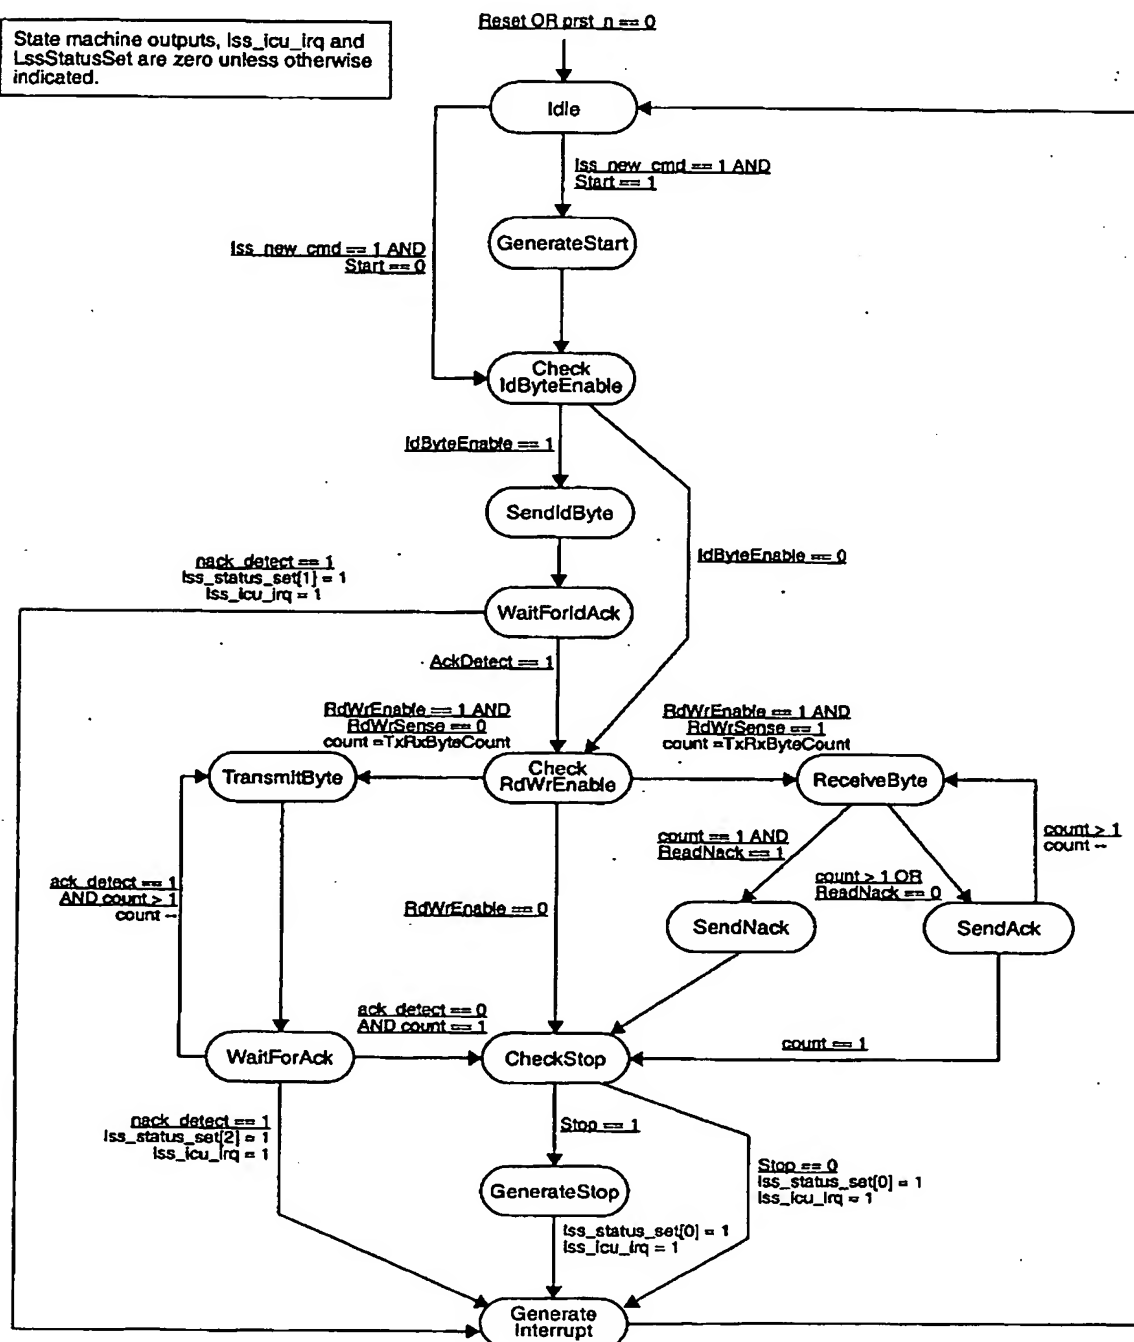 Reset OR prst_n == 0
State machine outputs, lss_icu_irq and
LssStatusSet are zero unless otherwise
indicated.
Idle
lss_new_cmd == 1 AND
Start == 1
GenerateStart
lss_new_cmd == 1 AND
Start == 0
Check
IdByteEnable
IdByteEnable == 1
SendIdByte
IdByteEnable == 0
nack_detect == 1
lss_status_set[1] = 1
lss_icu_irq = 1
WaitForIdAck
AckDetect == 1
RdWrEnable == 1 AND
RdWrSense == 0
count =TxRxByteCount
RdWrEnable == 1 AND
RdWrSense == 1
count =TxRxByteCount
TransmitByte
Check
RdWrEnable
ReceiveByte
count == 1 AND
ReadNack == 1
count > 1
count --
ack_detect == 1
AND count > 1
count --
count > 1 OR
ReadNack == 0
RdWrEnable == 0
SendNack
SendAck
ack_detect == 0
AND count == 1
WaitForAck
CheckStop
count == 1
nack_detect == 1
lss_status_set[2] = 1
lss_icu_irq = 1
Stop == 1
Stop == 0
lss_status_set[0] = 1
lss_icu_irq = 1
GenerateStop
lss_status_set[0] = 1
lss_icu_irq = 1
Generate
Interrupt